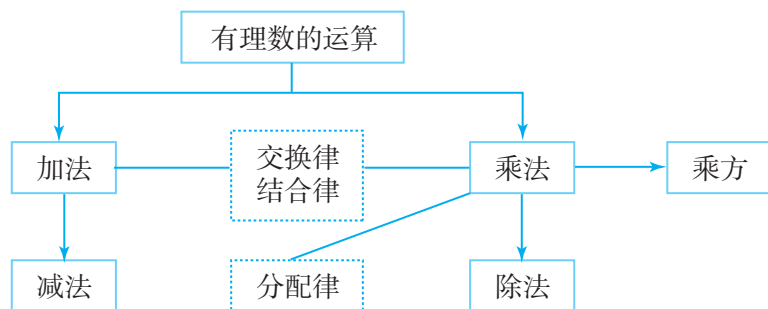 有理数的运算
加法
交换律
结合律
乘法
乘方
减法
分配律
除法